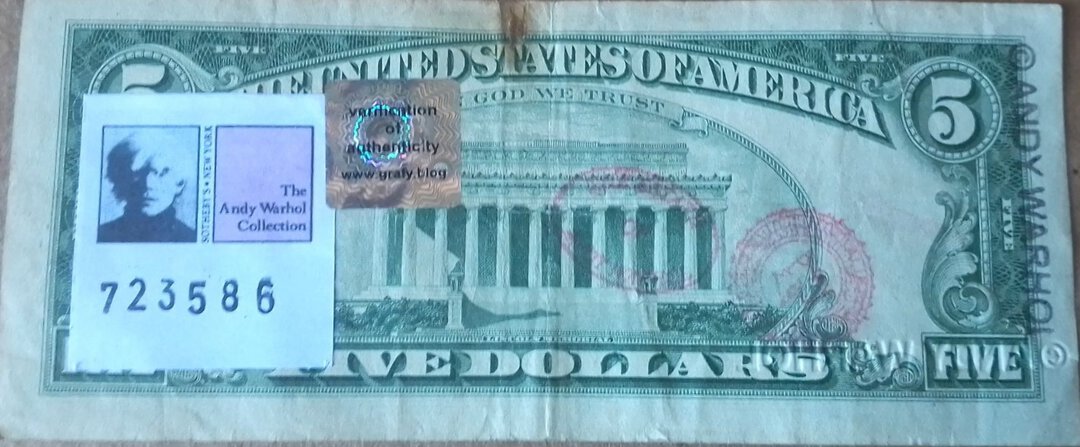 FIVE
FIVE
5
THE UNITED STATES OF AMERICA
5
GOD WE TRUST
SOTHEBY'S • NEW YORK
The
Andy Warhol
Collection
723586
verification
of
authenticity
www.grafy.blog
© ANDY WARHOL
FIVE
FIVE DOLLARS
FIVE
©